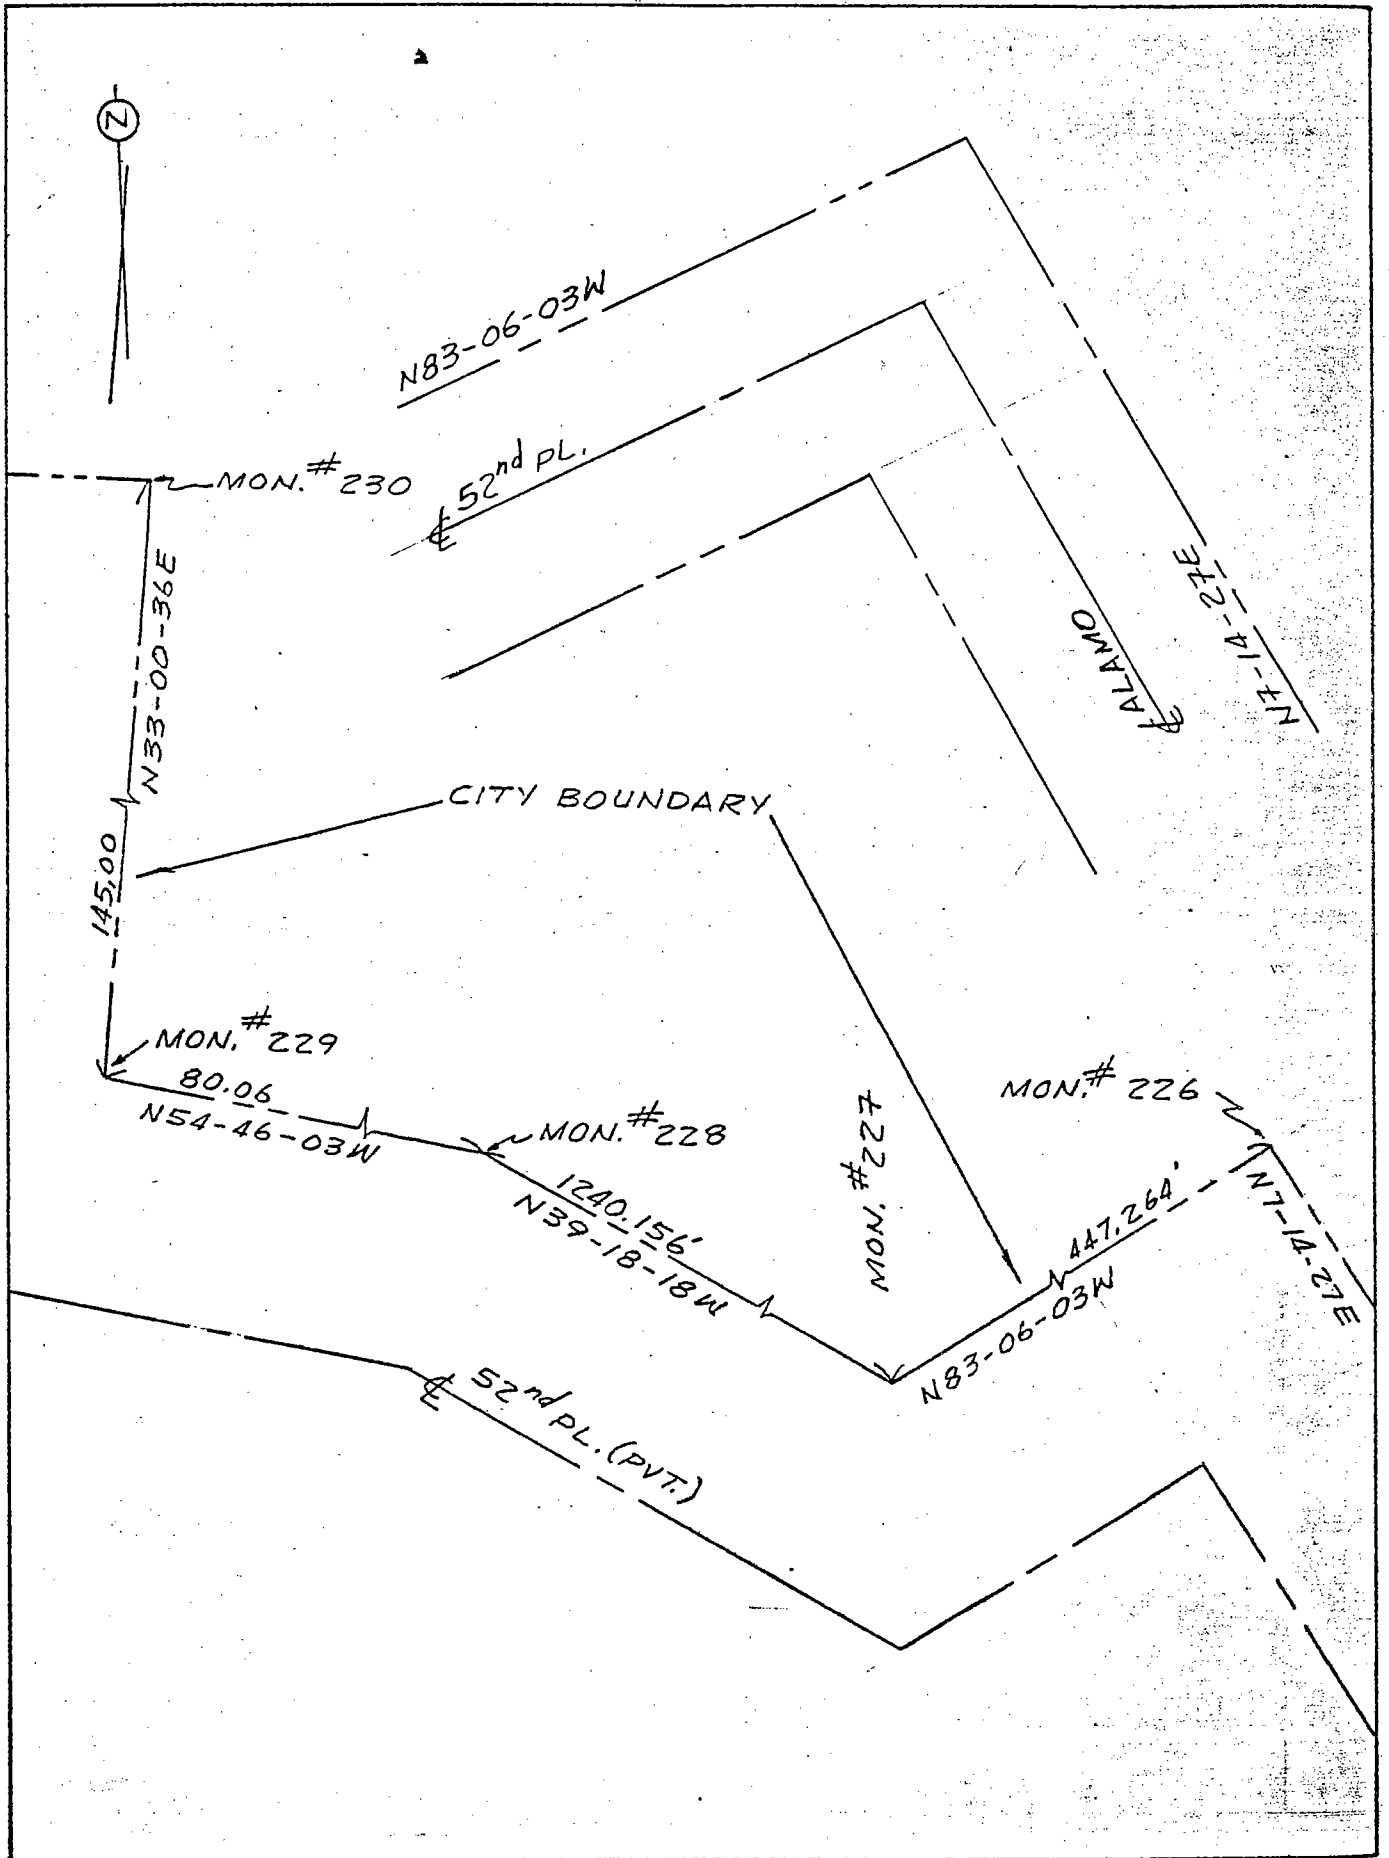 N
N83-06-03W
℄ 52nd PL.
MON. # 230
N33-00-36E
145.00
℄ ALAMO
N7-14-27E
CITY BOUNDARY
MON. # 229
80.06
N54-46-03W
MON. # 228
1240.156'
N39-18-18W
MON. # 227
MON. # 226
447.264'
N83-06-03W
N7-14-27E
℄ 52nd PL. (PVT.)